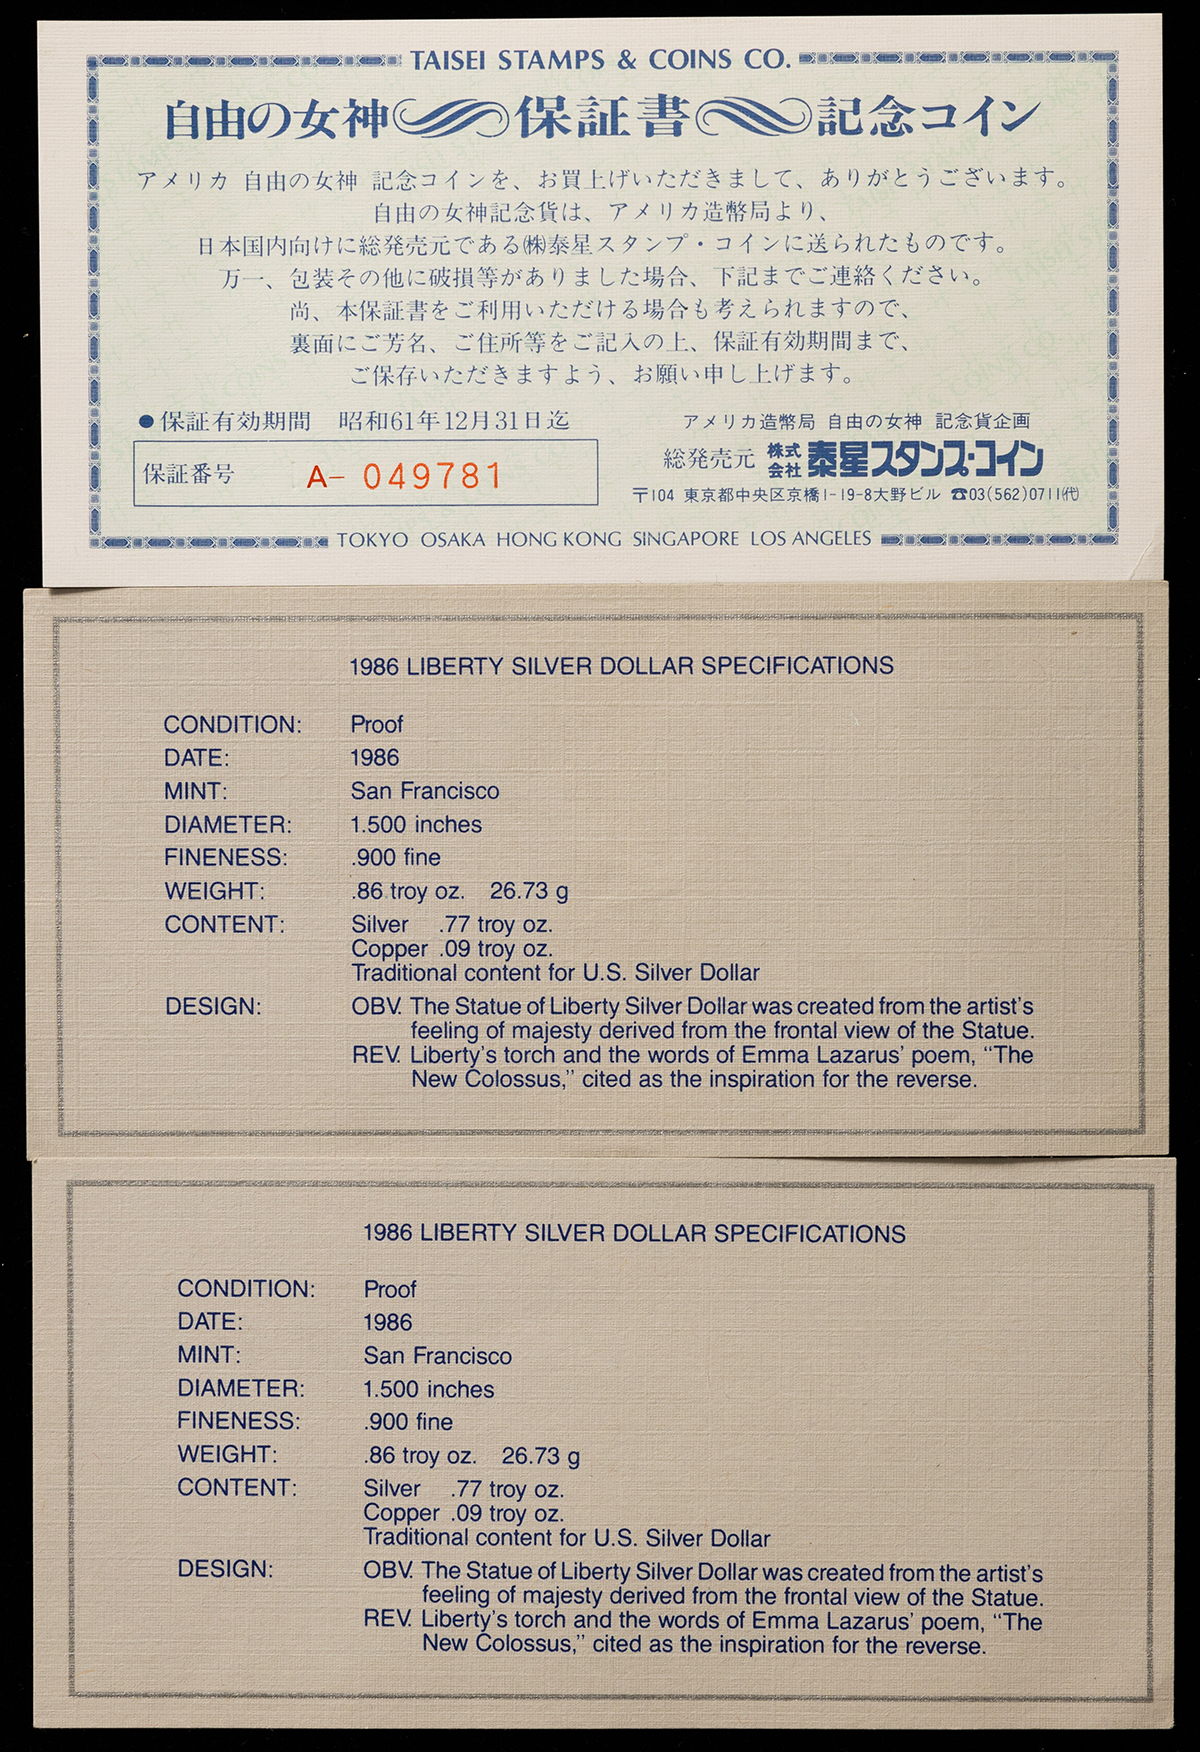 TAISEI STAMPS & COINS CO.
自由の女神 保証書 記念コイン
アメリカ 自由の女神 記念コインを、お買上げいただきまして、ありがとうございます。
自由の女神記念貨は、アメリカ造幣局より、
日本国内向けに総発売元である㈱泰星スタンプ・コインに送られたものです。
万一、包装その他に破損等がありました場合、下記までご連絡ください。
尚、本保証書をご利用いただける場合も考えられますので、
裏面にご芳名、ご住所等をご記入の上、保証有効期間まで、
ご保存いただきますよう、お願い申し上げます。
●保証有効期間 昭和61年12月31日迄
保証番号 A- 049781
アメリカ造幣局 自由の女神 記念貨企画
総発売元 株式会社 泰星スタンプ・コイン
〒104 東京都中央区京橋1-19-8大野ビル ☎03(562)0711㈹
TOKYO OSAKA HONG KONG SINGAPORE LOS ANGELES
1986 LIBERTY SILVER DOLLAR SPECIFICATIONS
CONDITION: Proof
DATE: 1986
MINT: San Francisco
DIAMETER: 1.500 inches
FINENESS: .900 fine
WEIGHT: .86 troy oz. 26.73 g
CONTENT: Silver .77 troy oz.
Copper .09 troy oz.
Traditional content for U.S. Silver Dollar
DESIGN: OBV. The Statue of Liberty Silver Dollar was created from the artist's
feeling of majesty derived from the frontal view of the Statue.
REV. Liberty's torch and the words of Emma Lazarus' poem, "The
New Colossus," cited as the inspiration for the reverse.
1986 LIBERTY SILVER DOLLAR SPECIFICATIONS
CONDITION: Proof
DATE: 1986
MINT: San Francisco
DIAMETER: 1.500 inches
FINENESS: .900 fine
WEIGHT: .86 troy oz. 26.73 g
CONTENT: Silver .77 troy oz.
Copper .09 troy oz.
Traditional content for U.S. Silver Dollar
DESIGN: OBV. The Statue of Liberty Silver Dollar was created from the artist's
feeling of majesty derived from the frontal view of the Statue.
REV. Liberty's torch and the words of Emma Lazarus' poem, "The
New Colossus," cited as the inspiration for the reverse.